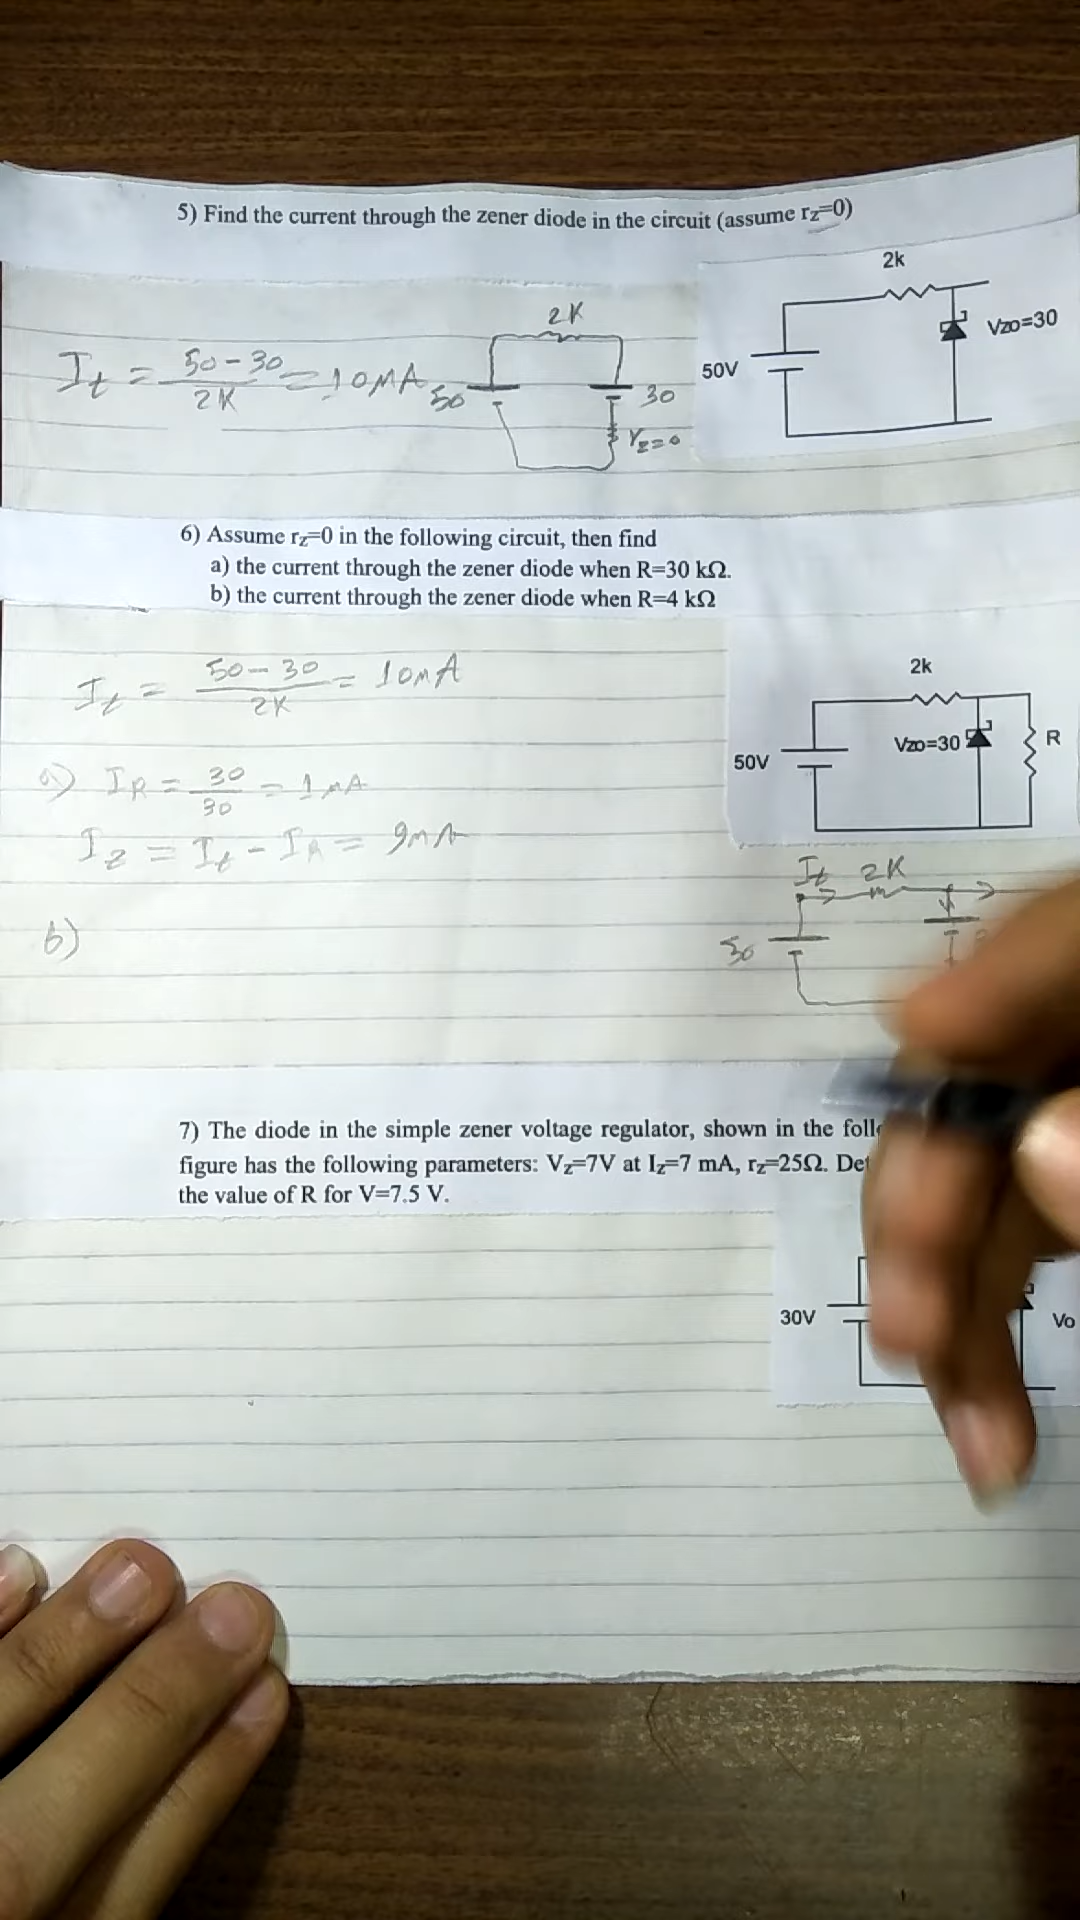 5) Find the current through the zener diode in the circuit (assume rz=0)
2k
50V
Vzo=30
It = 50-30 / 2K = 10mA
2K
50
30
rz=0
6) Assume rz=0 in the following circuit, then find
a) the current through the zener diode when R=30 kΩ.
b) the current through the zener diode when R=4 kΩ
It = 50-30 / 2K = 10mA
2k
50V
Vzo=30
R
a) IR = 30 / 30 = 1mA
Iz = It - IR = 9mA
It 2K
50
b)
7) The diode in the simple zener voltage regulator, shown in the
figure has the following parameters: Vz=7V at Iz=7 mA, rz=25Ω.
the value of R for V=7.5 V.
30V
Vo